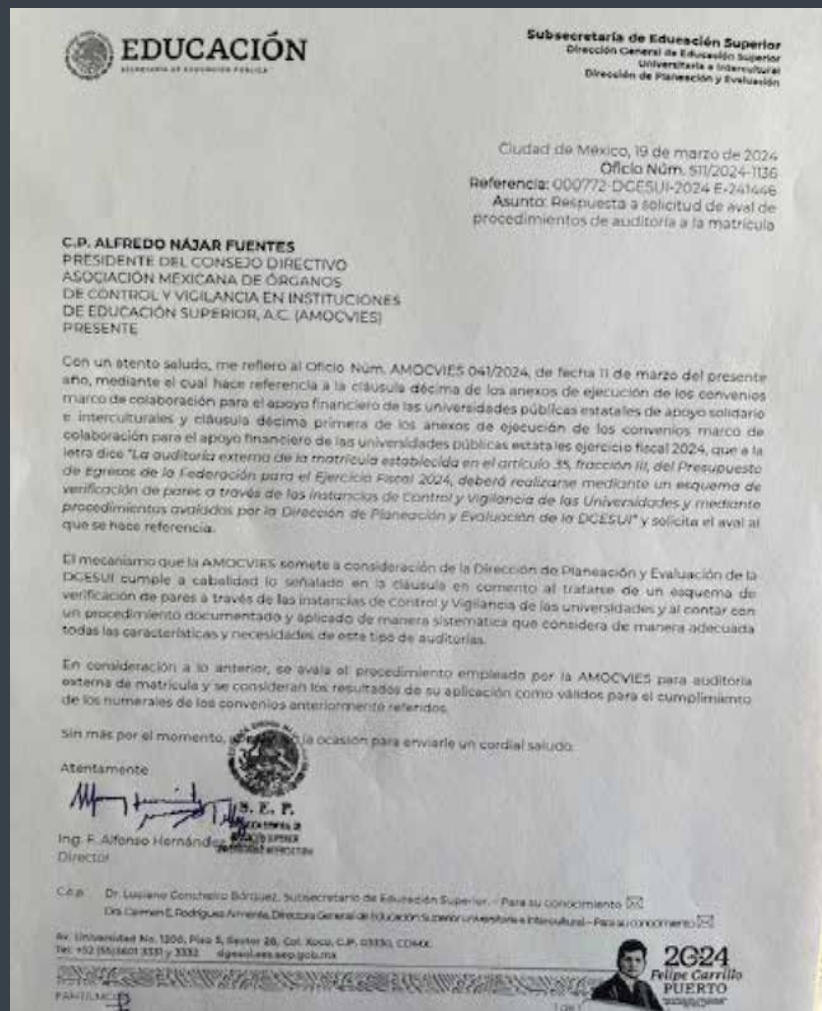 EDUCACIÓN
SECRETARÍA DE EDUCACIÓN PÚBLICA
Subsecretaría de Educación Superior
Dirección General de Educación Superior
Universitaria e Intercultural
Dirección de Planeación y Evaluación
Ciudad de México, 19 de marzo de 2024
Oficio Núm. 511/2024-1136
Referencia: 000772-DGESUI-2024 E-241446
Asunto: Respuesta a solicitud de aval de
procedimientos de auditoría a la matrícula
C.P. ALFREDO NÁJAR FUENTES
PRESIDENTE DEL CONSEJO DIRECTIVO
ASOCIACIÓN MEXICANA DE ÓRGANOS
DE CONTROL Y VIGILANCIA EN INSTITUCIONES
DE EDUCACIÓN SUPERIOR, A.C. (AMOCVIES)
PRESENTE
Con un atento saludo, me refiero al Oficio Núm. AMOCVIES 041/2024, de fecha 11 de marzo del presente
año, mediante el cual hace referencia a la cláusula décima de los anexos de ejecución de los convenios
marco de colaboración para el apoyo financiero de las universidades públicas estatales de apoyo solidario
e interculturales y cláusula décima primera de los anexos de ejecución de los convenios marco de
colaboración para el apoyo financiero de las universidades públicas estatales ejercicio fiscal 2024, que a la
letra dice "La auditoría externa de la matrícula establecida en el artículo 35, fracción III, del Presupuesto
de Egresos de la Federación para el Ejercicio Fiscal 2024, deberá realizarse mediante un esquema de
verificación de pares a través de las instancias de Control y Vigilancia de las Universidades y mediante
procedimientos avalados por la Dirección de Planeación y Evaluación de la DGESUI" y solicita el aval al
que se hace referencia.
El mecanismo que la AMOCVIES somete a consideración de la Dirección de Planeación y Evaluación de la
DGESUI cumple a cabalidad lo señalado en la cláusula en comento al tratarse de un esquema de
verificación de pares a través de las instancias de Control y Vigilancia de las universidades y al contar con
un procedimiento documentado y aplicado de manera sistemática que considera de manera adecuada
todas las características y necesidades de este tipo de auditorías.
En consideración a lo anterior, se avala el procedimiento empleado por la AMOCVIES para auditoría
externa de matrícula y se consideran los resultados de su aplicación como válidos para el cumplimiento
de los numerales de los convenios anteriormente referidos.
Sin más por el momento, la ocasión para enviarle un cordial saludo.
Atentamente
S. E. P.
Ing. F. Alfonso Hernández
Director
C.c.p. Dr. Luciano Concheiro Bórquez, Subsecretario de Educación Superior. – Para su conocimiento
Dra. Carmen E. Rodríguez Armenta, Directora General de Educación Superior Universitaria e Intercultural – Para su conocimiento
Av. Universidad No. 1200, Piso 5, Sector 28, Col. Xoco, C.P. 03330, CDMX.
Tel: +52 (55)3601 3331 y 3332 dgesui.ses.sep.gob.mx
2024
Felipe Carrillo
PUERTO
1 de 1